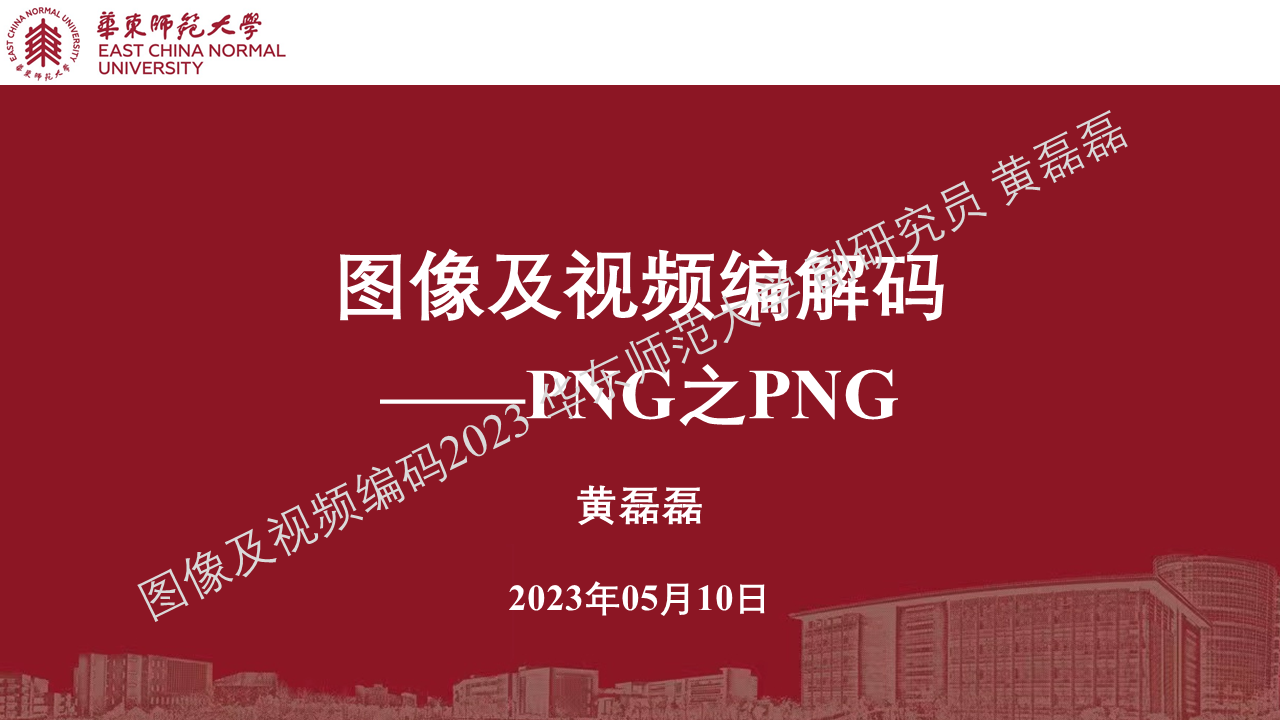 EAST CHINA NORMAL UNIVERSITY
華東師范大學
華東師范大學
EAST CHINA NORMAL
UNIVERSITY
图像及视频编解码
——PNG之PNG
黄磊磊
2023年05月10日
图像及视频编码2023 华东师范大学 副研究员 黄磊磊